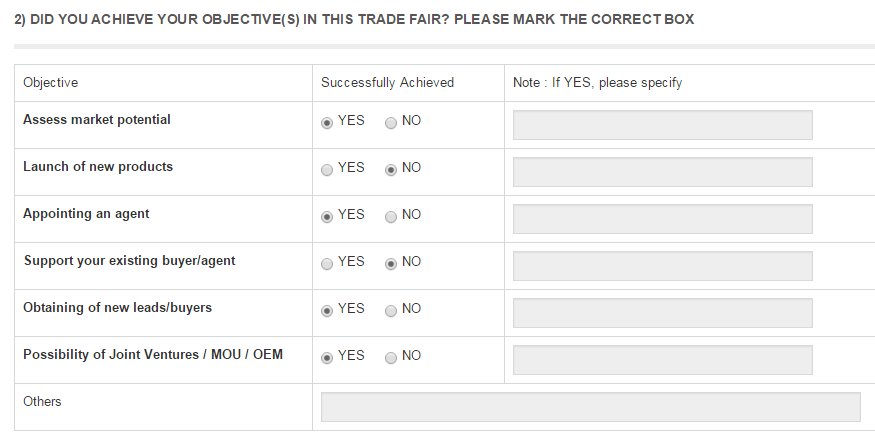 2) DID YOU ACHIEVE YOUR OBJECTIVE(S) IN THIS TRADE FAIR? PLEASE MARK THE CORRECT BOX
Objective Successfully Achieved Note : If YES, please specify
Assess market potential YES NO
Launch of new products YES NO
Appointing an agent YES NO
Support your existing buyer/agent YES NO
Obtaining of new leads/buyers YES NO
Possibility of Joint Ventures / MOU / OEM YES NO
Others